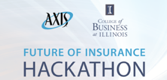 AXIS
I
COLLEGE OF
BUSINESS
AT ILLINOIS
FUTURE OF INSURANCE
HACKATHON